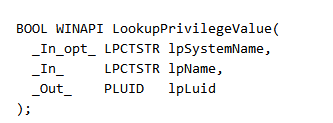 BOOL WINAPI LookupPrivilegeValue(
  _In_opt_ LPCTSTR lpSystemName,
  _In_     LPCTSTR lpName,
  _Out_    PLUID   lpLuid
);